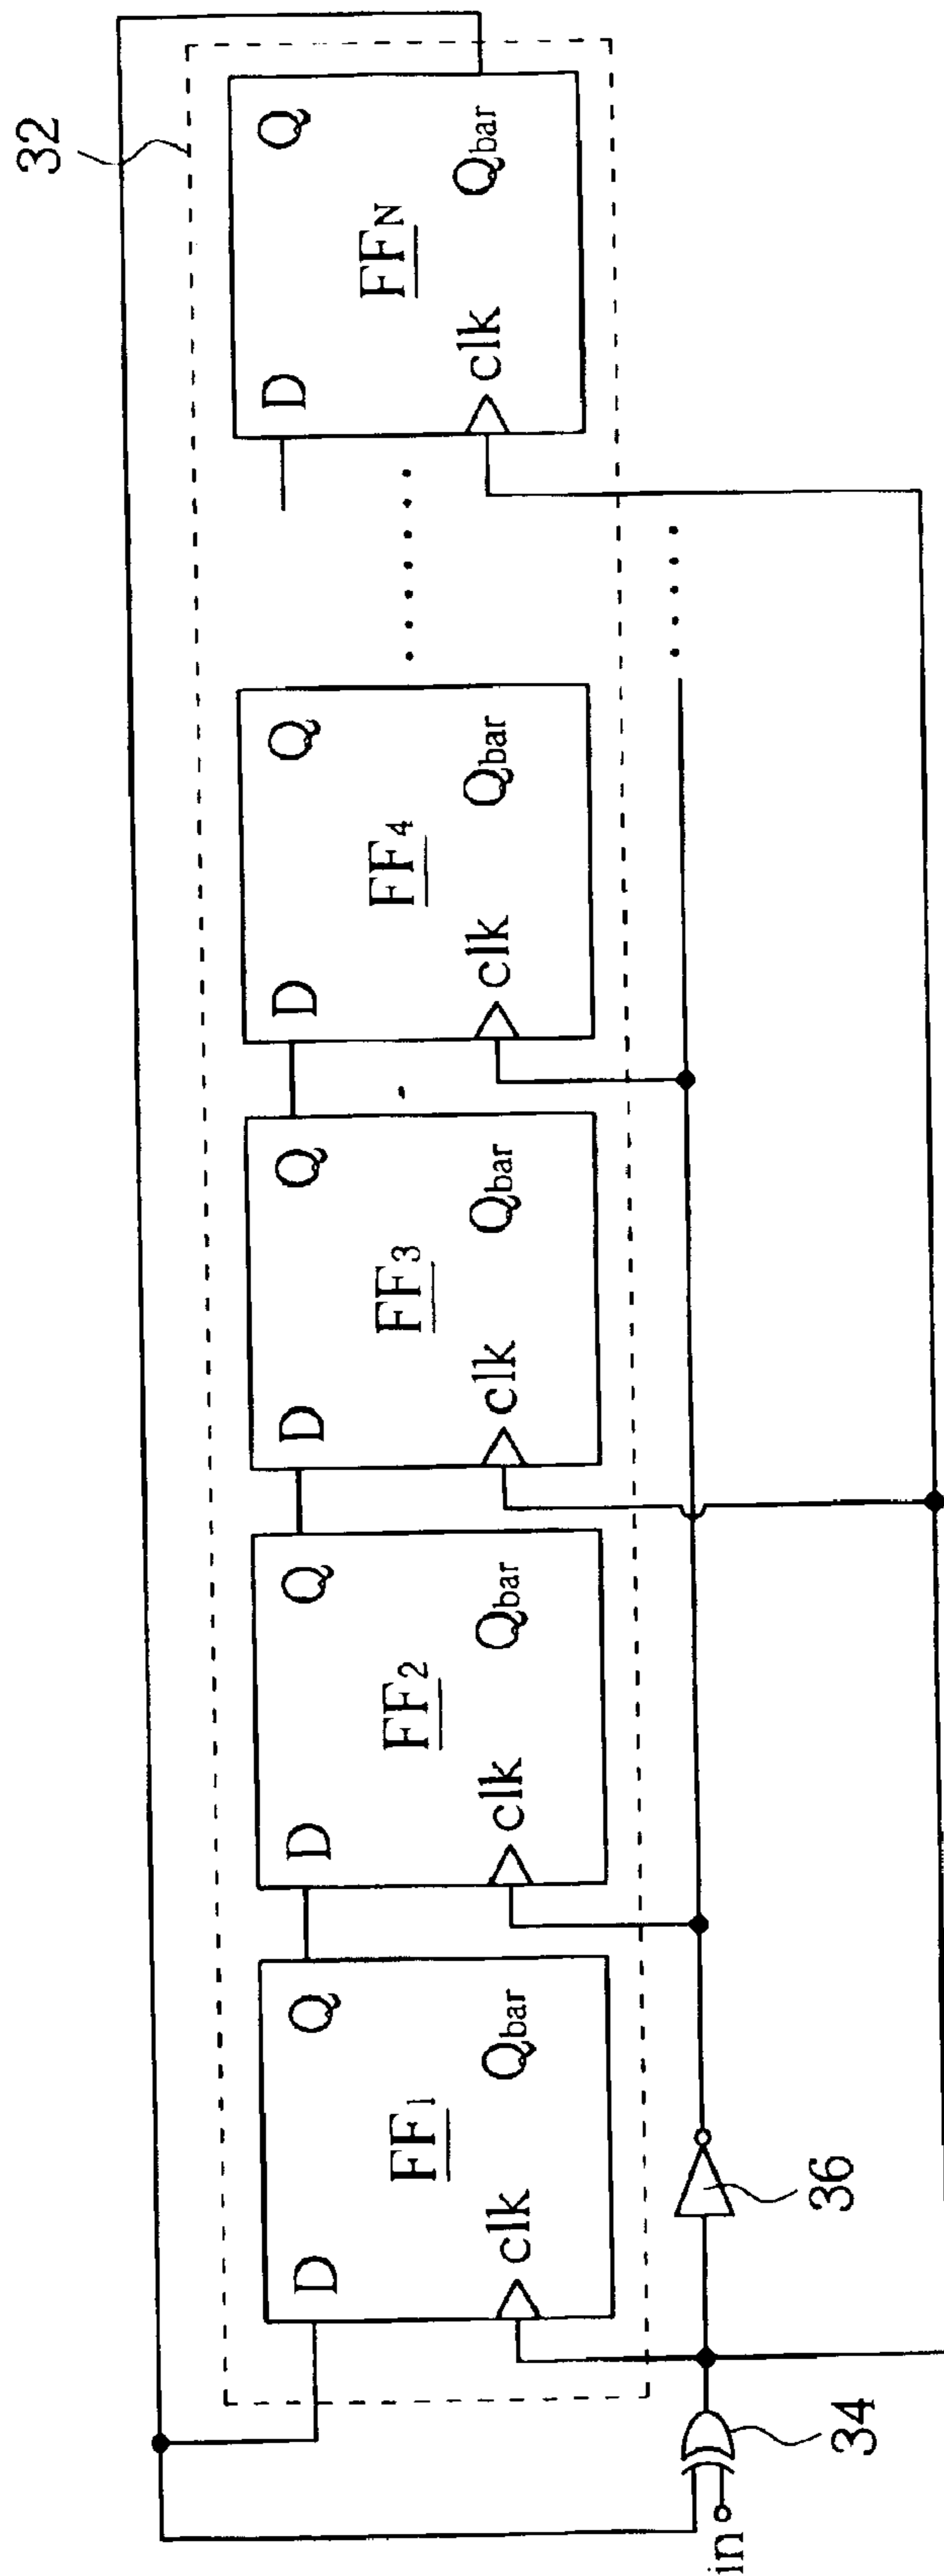 32
D Q D Q D Q D Q D Q
FF1 FF2 FF3 FF4 FFN
clk Qbar clk Qbar clk Qbar clk Qbar clk Qbar
in
34
36